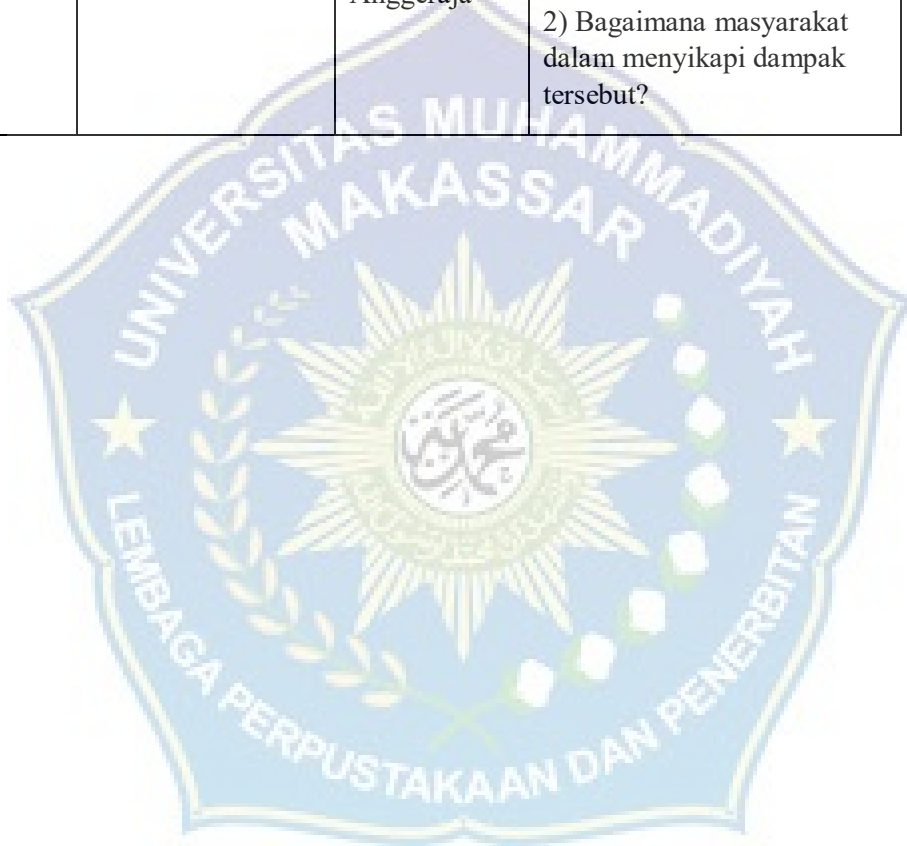 Anggeraja
2) Bagaimana masyarakat
dalam menyikapi dampak
tersebut?
UNIVERSITAS MUHAMMADIYAH
MAKASSAR
LEMBAGA PERPUSTAKAAN DAN PENERBITAN